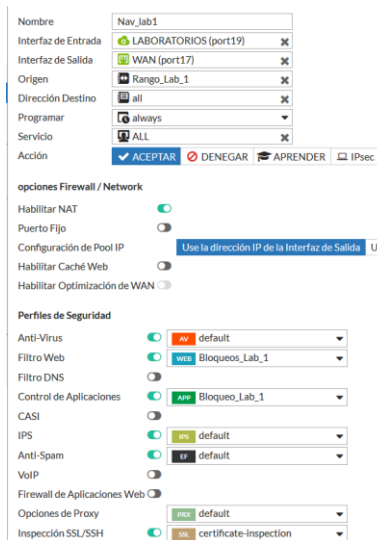 Nombre Nav_lab1
Interfaz de Entrada LABORATORIOS (port19)
Interfaz de Salida WAN (port17)
Origen Rango_Lab_1
Dirección Destino all
Programar always
Servicio ALL
Acción ACEPTAR DENEGAR APRENDER IPsec
opciones Firewall / Network
Habilitar NAT
Puerto Fijo
Configuración de Pool IP Use la dirección IP de la Interfaz de Salida U
Habilitar Caché Web
Habilitar Optimización de WAN
Perfiles de Seguridad
Anti-Virus AV default
Filtro Web WEB Bloqueos_Lab_1
Filtro DNS
Control de Aplicaciones APP Bloqueo_Lab_1
CASI
IPS IPS default
Anti-Spam EF default
VoIP
Firewall de Aplicaciones Web
Opciones de Proxy PRX default
Inspección SSL/SSH SSL certificate-inspection